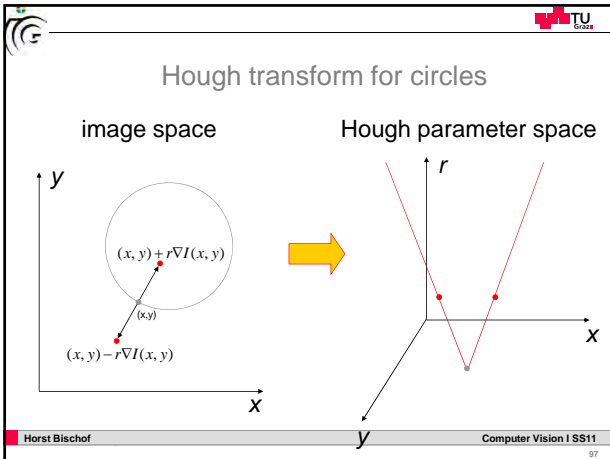 TU
Graz
Hough transform for circles
image space
Hough parameter space
y
(x, y) + r∇I(x, y)
(x,y)
(x, y) − r∇I(x, y)
x
r
x
y
Horst Bischof
Computer Vision I SS11
97